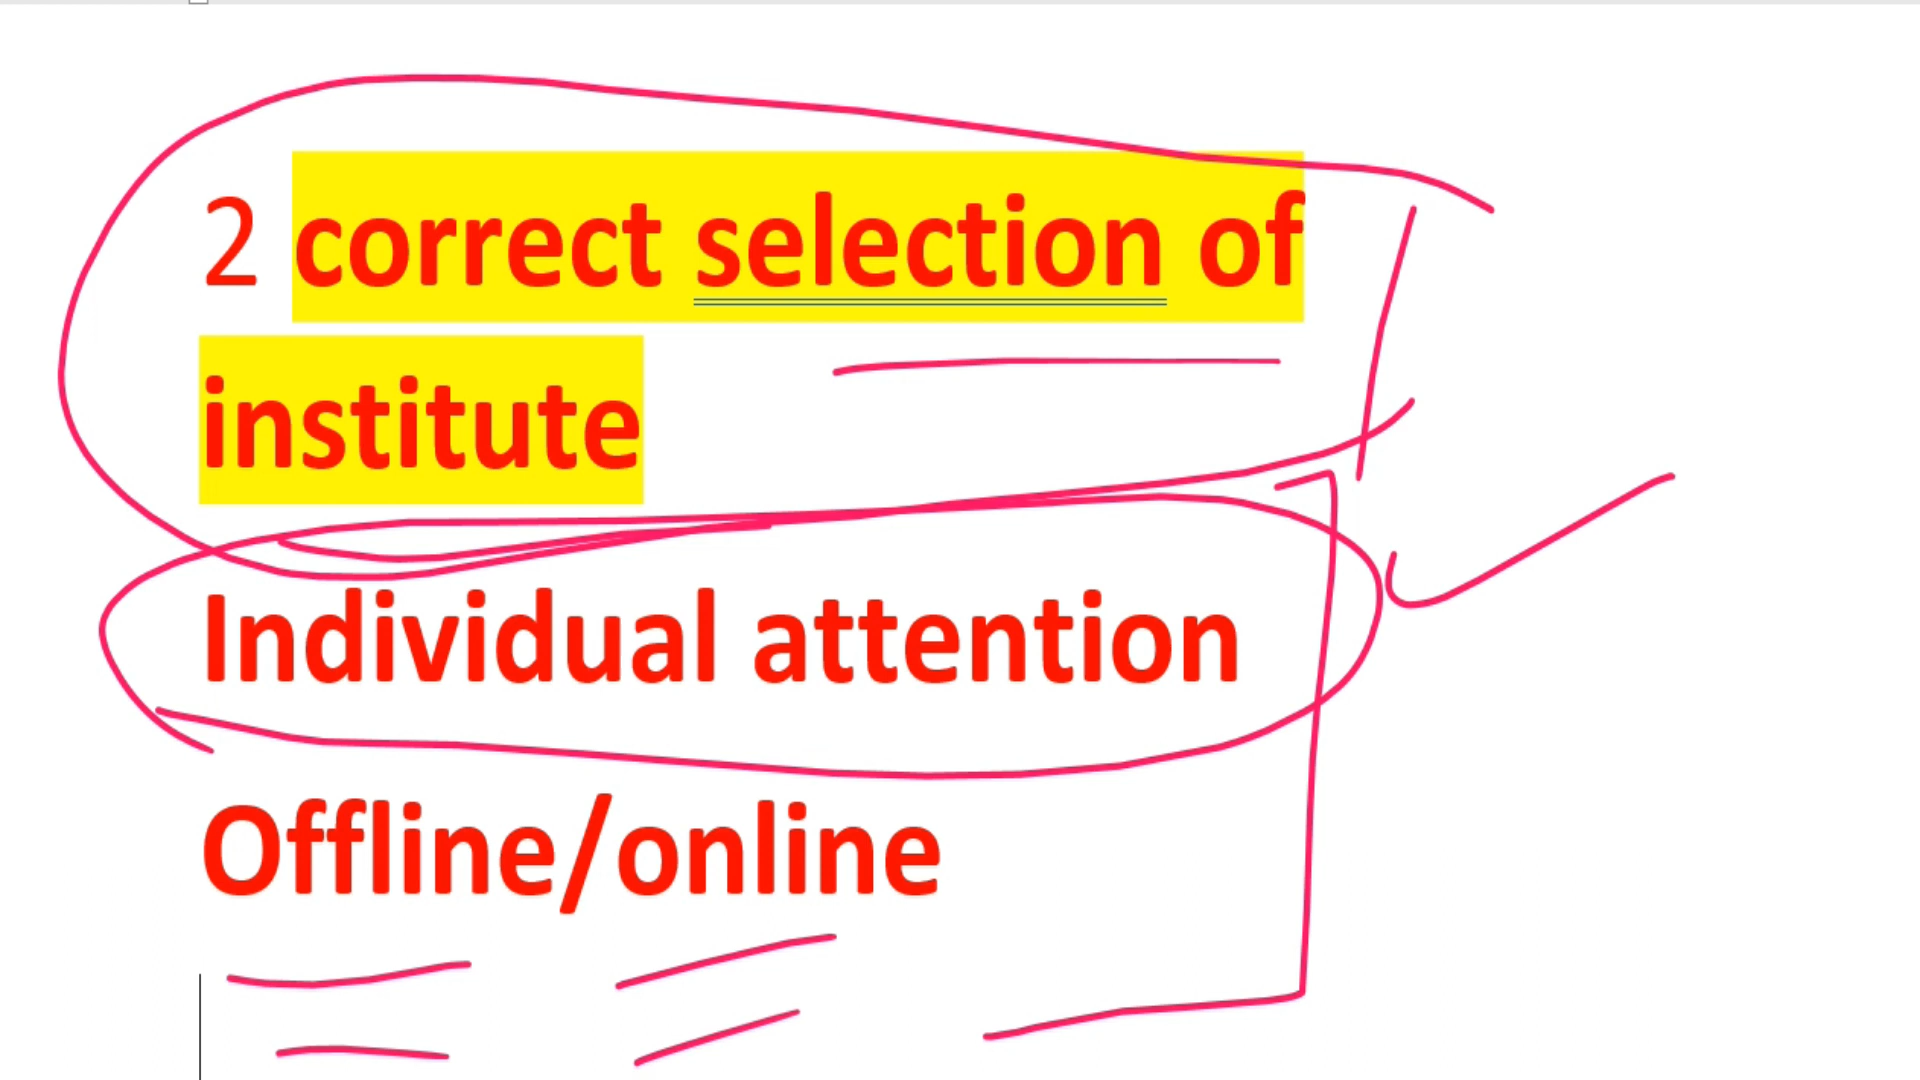 2 correct selection of
institute
Individual attention
Offline/online